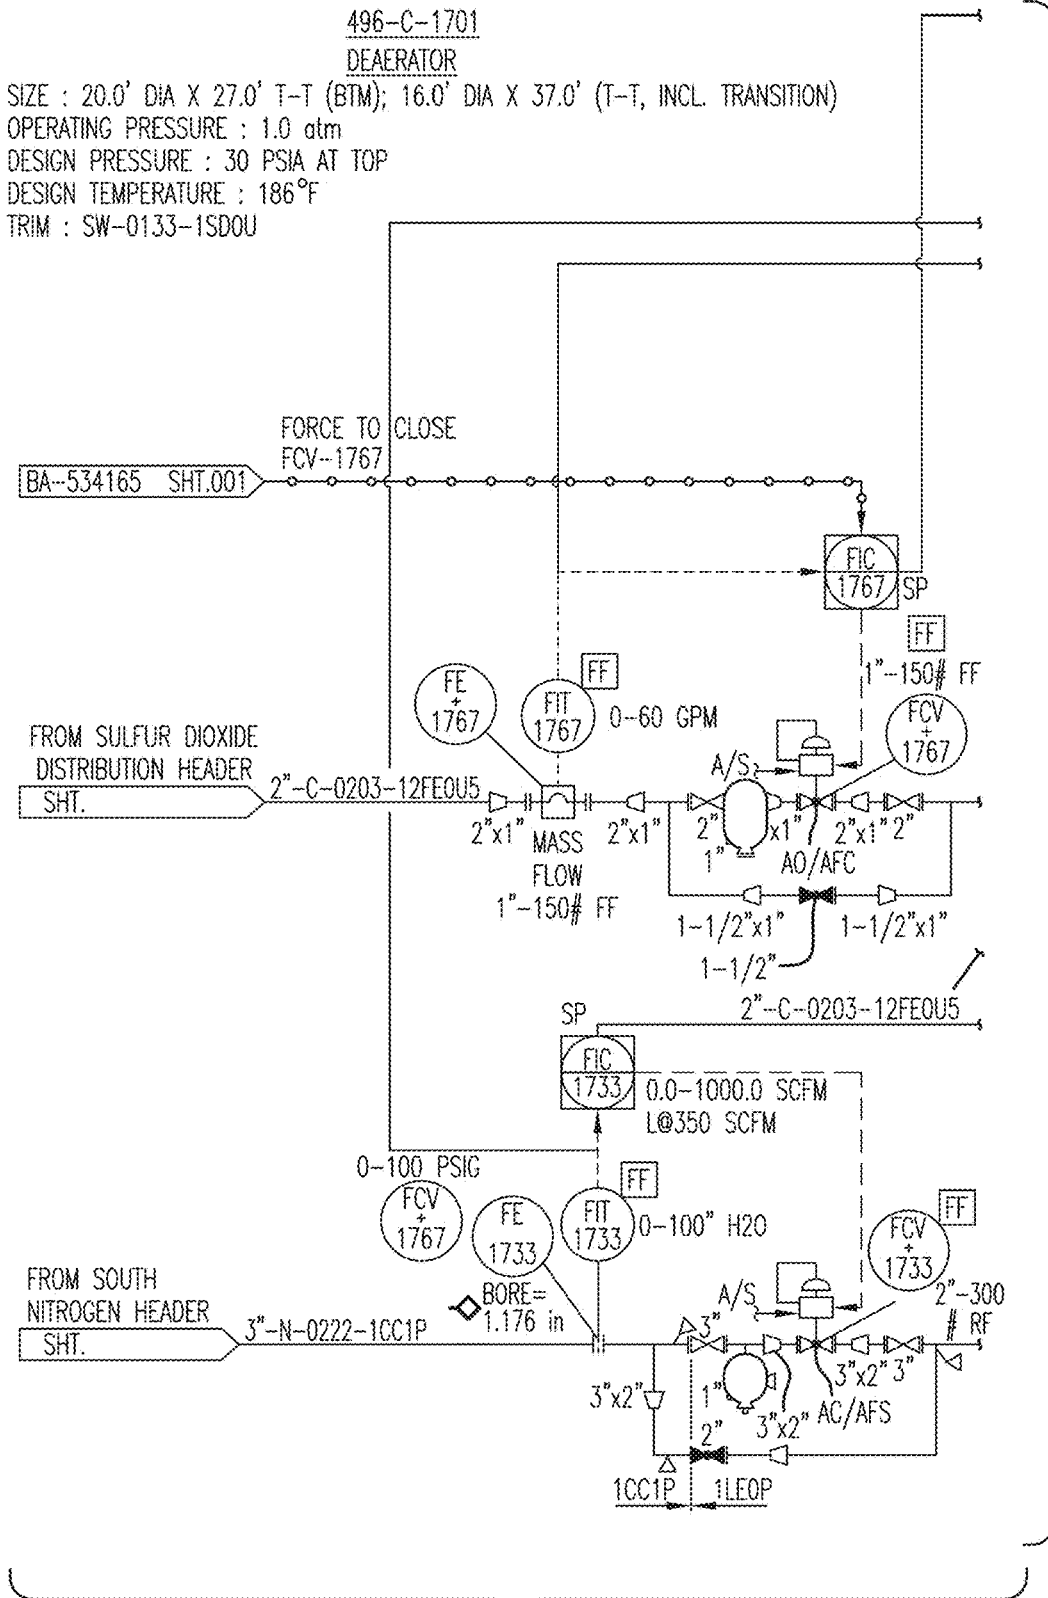 496-C-1701
DEAERATOR
SIZE : 20.0' DIA X 27.0' T-T (BTM); 16.0' DIA X 37.0' (T-T, INCL. TRANSITION)
OPERATING PRESSURE : 1.0 atm
DESIGN PRESSURE : 30 PSIA AT TOP
DESIGN TEMPERATURE : 186°F
TRIM : SW-0133-1SD0U
FORCE TO CLOSE
FCV-1767
BA-534165 SHT.001
FIC
1767
SP
FF
1"-150# FF
FE
+
1767
FIT
1767
FF
0-60 GPM
FCV
+
1767
FROM SULFUR DIOXIDE
DISTRIBUTION HEADER
SHT.
2"-C-0203-12FE0U5
A/S
2"x1"
MASS
FLOW
1"-150# FF
2"x1"
2"
x1"
2"x1"
2"
1"
AO/AFC
1-1/2"x1"
1-1/2"x1"
1-1/2"
2"-C-0203-12FE0U5
SP
FIC
1733
0.0-1000.0 SCFM
L@350 SCFM
0-100 PSIG
FCV
+
1767
FE
1733
FIT
1733
FF
0-100" H2O
FCV
+
1733
FF
FROM SOUTH
NITROGEN HEADER
SHT.
3"-N-0222-1CC1P
BORE=
1.176 in
A/S
2"-300
# RF
3"
3"x2"
1"
3"x2"
3"x2"
3"
AC/AFS
2"
1CC1P
1LE0P